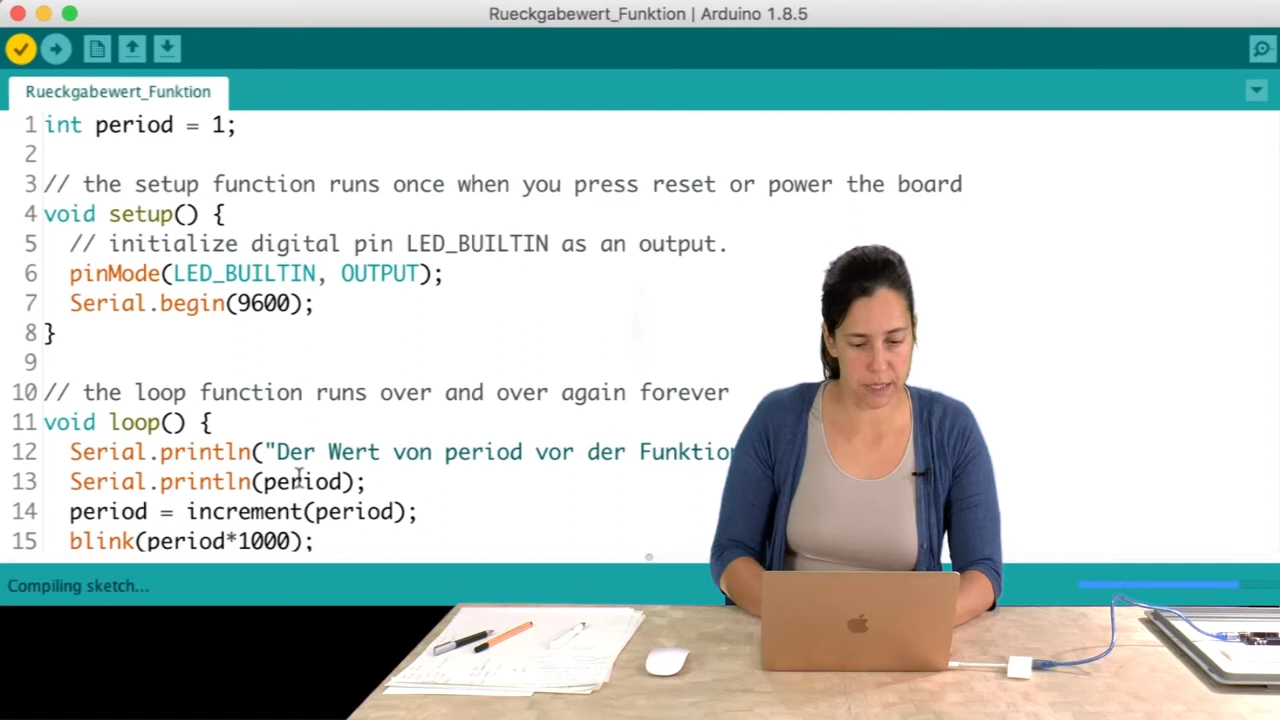 Rueckgabewert_Funktion | Arduino 1.8.5
Rueckgabewert_Funktion
1 int period = 1;
2
3 // the setup function runs once when you press reset or power the board
4 void setup() {
5 // initialize digital pin LED_BUILTIN as an output.
6 pinMode(LED_BUILTIN, OUTPUT);
7 Serial.begin(9600);
8 }
9
10 // the loop function runs over and over again forever
11 void loop() {
12 Serial.println("Der Wert von period vor der Funktion
13 Serial.println(period);
14 period = increment(period);
15 blink(period*1000);
Compiling sketch...